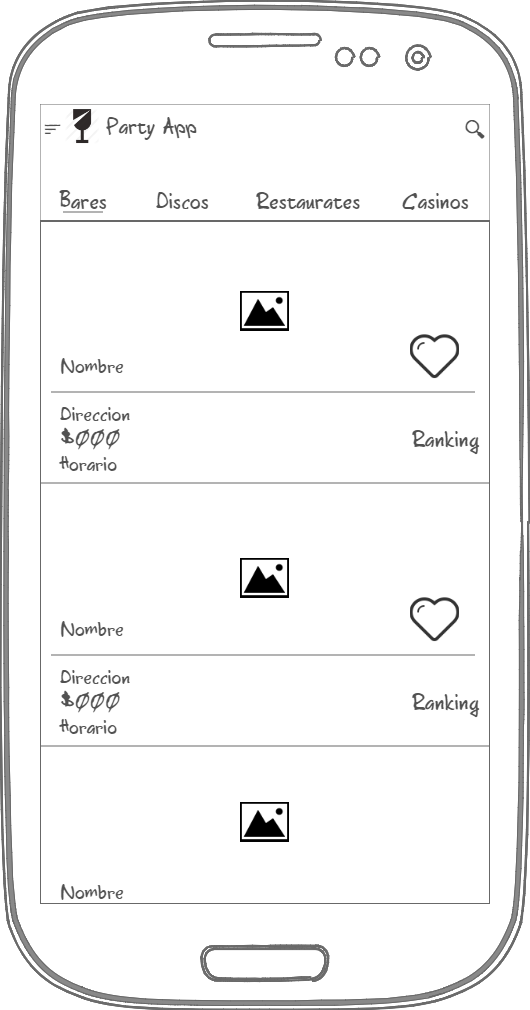 Party App
Bares Discos Restaurates Casinos
Nombre
Direccion
$000
Horario
Ranking
Nombre
Direccion
$000
Horario
Ranking
Nombre